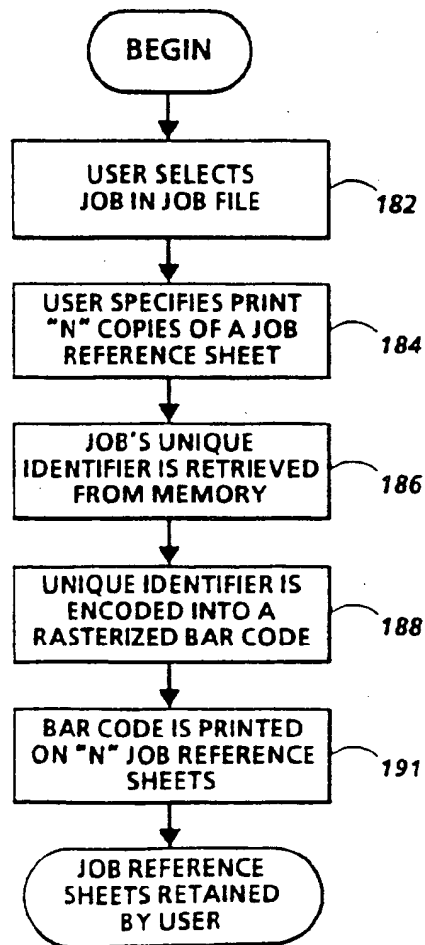 BEGIN
USER SELECTS
JOB IN JOB FILE
182
USER SPECIFIES PRINT
"N" COPIES OF A JOB
REFERENCE SHEET
184
JOB'S UNIQUE
IDENTIFIER IS RETRIEVED
FROM MEMORY
186
UNIQUE IDENTIFIER IS
ENCODED INTO A
RASTERIZED BAR CODE
188
BAR CODE IS PRINTED
ON "N" JOB REFERENCE
SHEETS
191
JOB REFERENCE
SHEETS RETAINED
BY USER